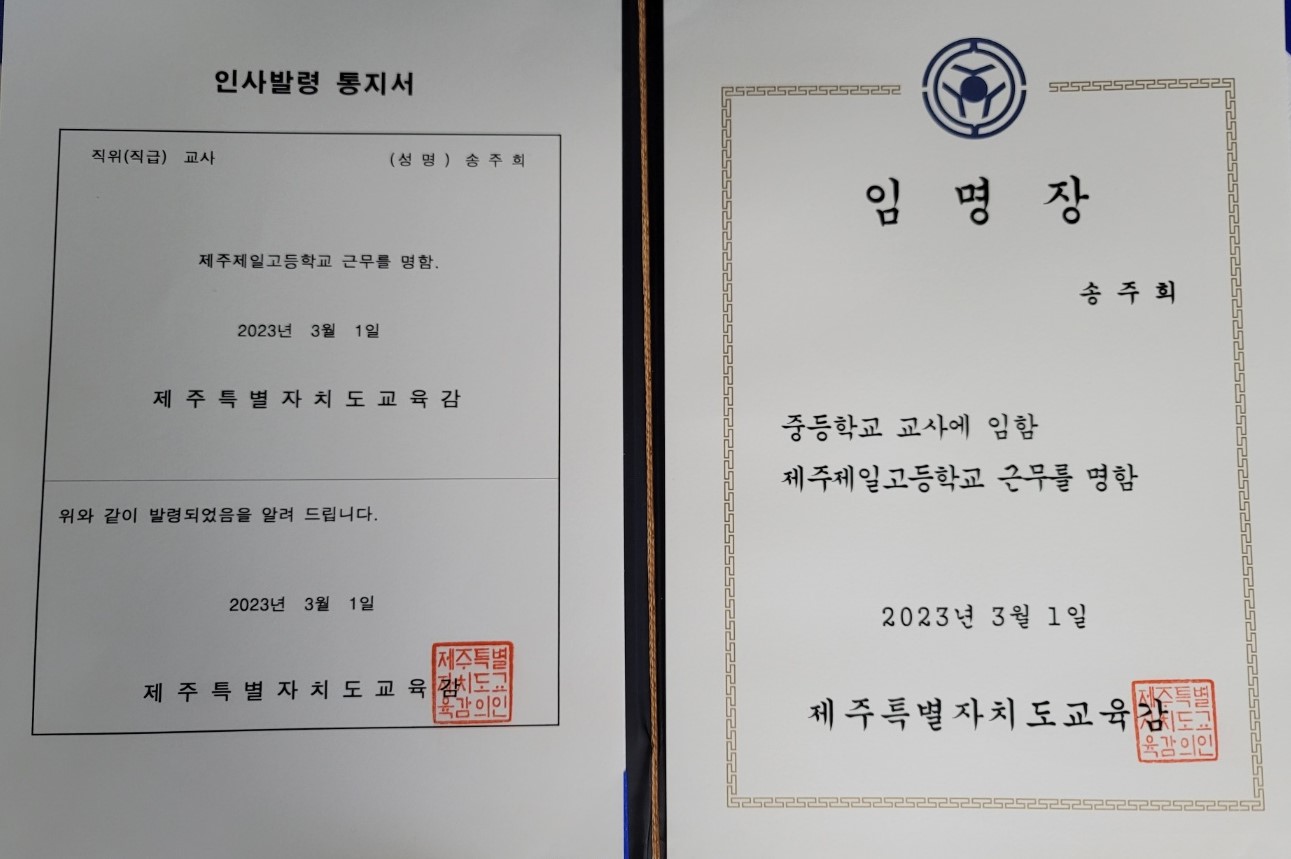 인사발령 통지서
직위(직급) 교사 (성 명) 송 주 희
제주제일고등학교 근무를 명함.
2023년 3월 1일
제 주 특 별 자 치 도 교 육 감
위와 같이 발령되었음을 알려 드립니다.
2023년 3월 1일
제 주 특 별 자 치 도 교 육 감
제주특별
자치도교
육감의인
임 명 장
송 주 희
중등학교 교사에 임함
제주제일고등학교 근무를 명함
2023년 3월 1일
제 주 특 별 자 치 도 교 육 감
제주특별
자치도교
육감의인